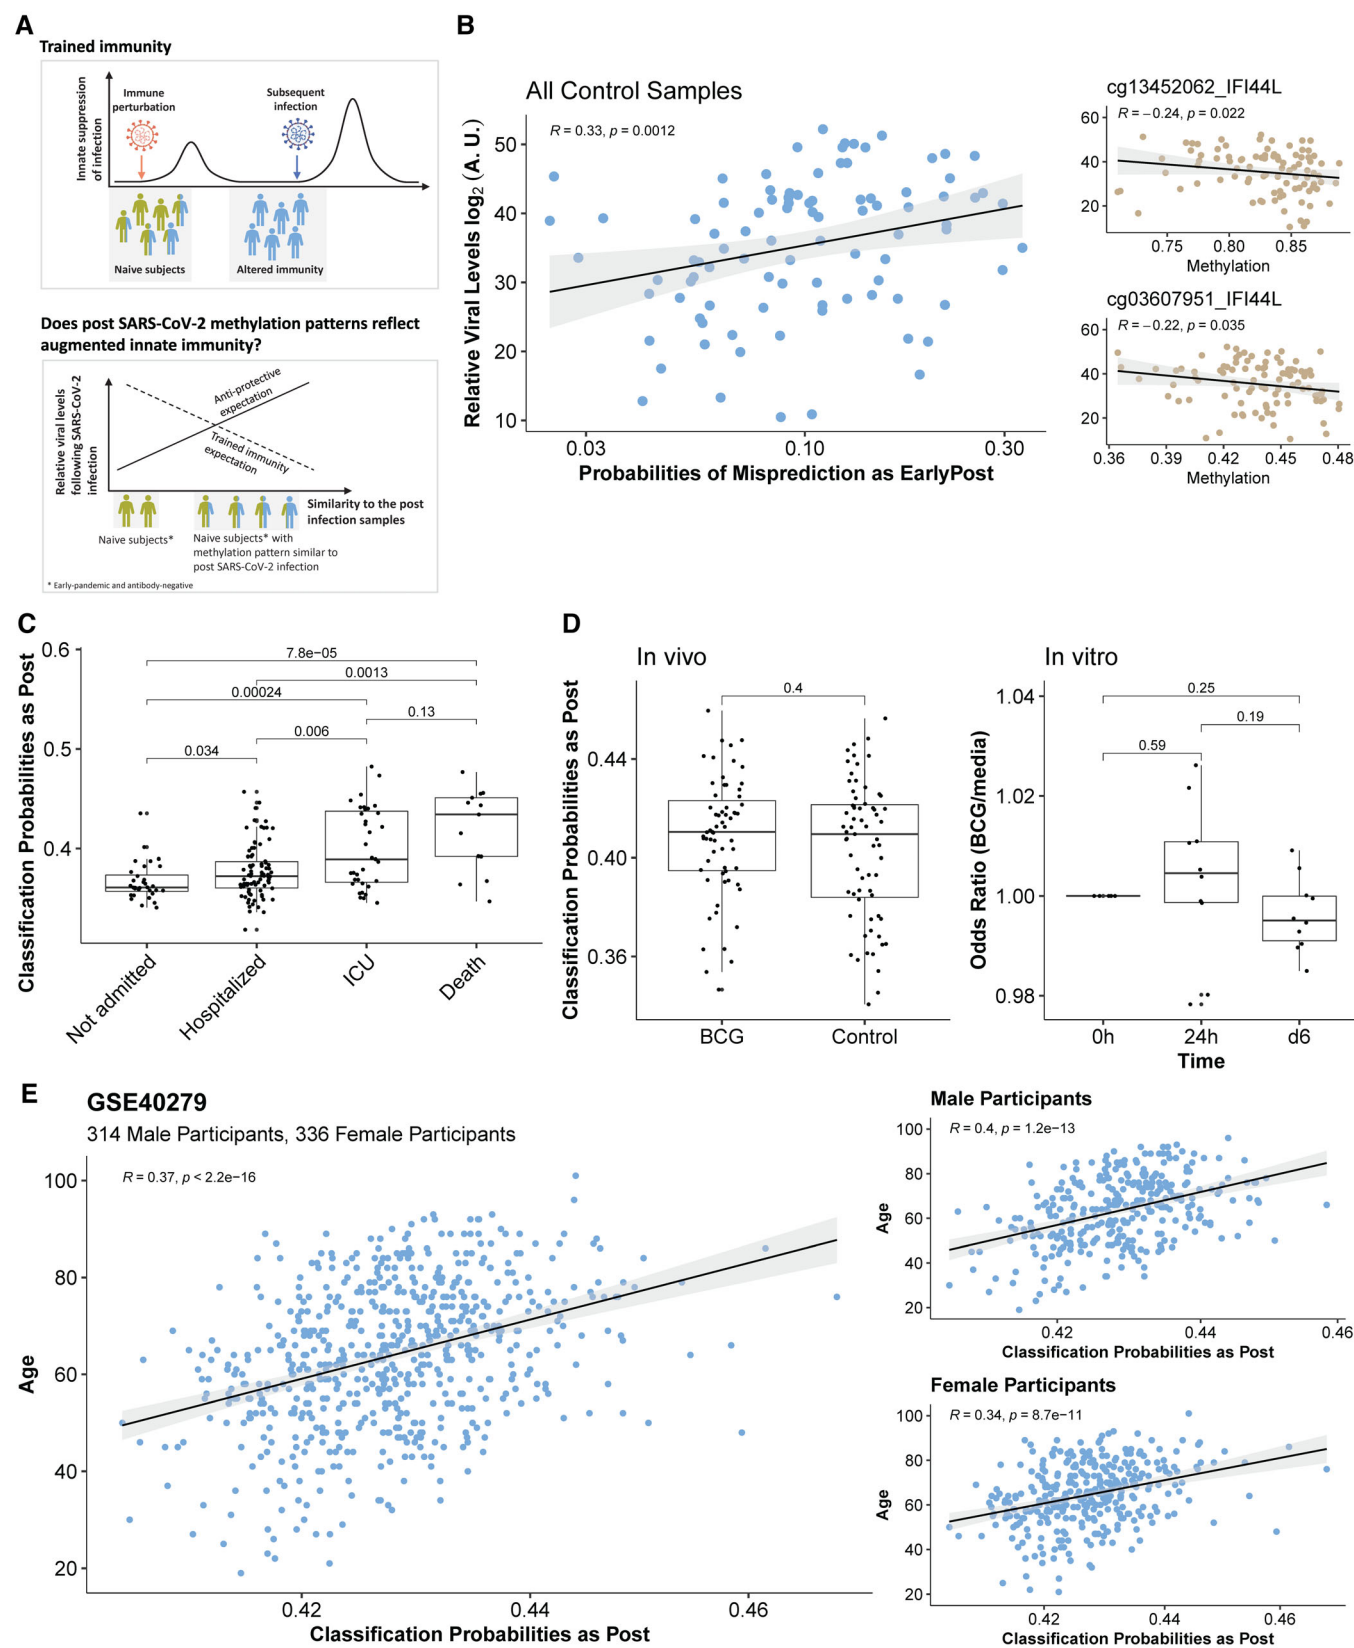 A
Trained immunity
Innate suppression
of infection
Immune
perturbation
Subsequent
infection
Naive subjects
Altered immunity
Does post SARS-CoV-2 methylation patterns reflect
augmented innate immunity?
Relative viral levels
following SARS-CoV-2
infection
Anti-protective
expectation
Trained immunity
expectation
Similarity to the post
infection samples
Naive subjects*
Naive subjects* with
methylation pattern similar to
post SARS-CoV-2 infection
* Early-pandemic and antibody-negative
B
All Control Samples
R = 0.33, p = 0.0012
Relative Viral Levels log2 (A. U.)
50
40
30
20
10
0.03
0.10
0.30
Probabilities of Misprediction as EarlyPost
cg13452062_IFI44L
R = −0.24, p = 0.022
60
40
20
0.75
0.80
0.85
Methylation
cg03607951_IFI44L
R = −0.22, p = 0.035
60
40
20
0.36
0.39
0.42
0.45
0.48
Methylation
C
Classification Probabilities as Post
0.6
0.5
0.4
7.8e−05
0.0013
0.00024
0.13
0.006
0.034
Not admitted
Hospitalized
ICU
Death
D
In vivo
Classification Probabilities as Post
0.44
0.40
0.36
0.4
BCG
Control
In vitro
Odds Ratio (BCG/media)
1.04
1.02
1.00
0.98
0.25
0.19
0.59
0h
24h
d6
Time
E
GSE40279
314 Male Participants, 336 Female Participants
R = 0.37, p < 2.2e−16
Age
100
80
60
40
20
0.42
0.44
0.46
Classification Probabilities as Post
Male Participants
R = 0.4, p = 1.2e−13
Age
100
80
60
40
20
0.42
0.44
0.46
Classification Probabilities as Post
Female Participants
R = 0.34, p = 8.7e−11
Age
100
80
60
40
20
0.42
0.44
0.46
Classification Probabilities as Post